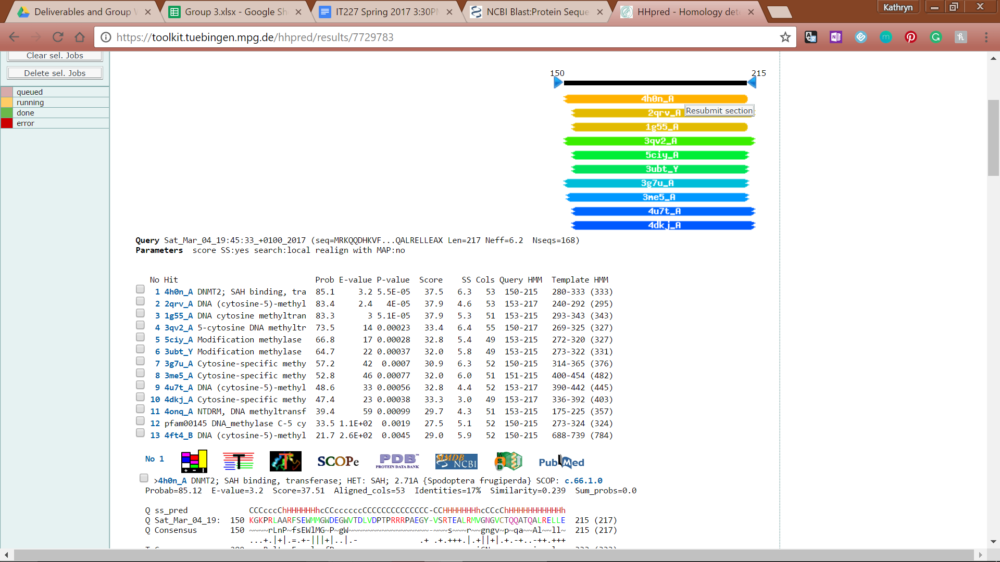 Deliverables and Group W
Group 3.xlsx - Google Sh
IT227 Spring 2017 3:30PM
NCBI Blast:Protein Seque
HHpred - Homology dete
Kathryn
https://toolkit.tuebingen.mpg.de/hhpred/results/7729783
Clear sel. Jobs
Delete sel. Jobs
queued
running
done
error
150 215
4h0n_A
2qrv_A
Resubmit section
1g55_A
3qv2_A
5ciy_A
3ubt_Y
3g7u_A
3me5_A
4u7t_A
4dkj_A
Query Sat_Mar_04_19:45:33_+0100_2017 (seq=MRKQQDHKVF...QALRELLEAX Len=217 Neff=6.2 Nseqs=168)
Parameters score SS:yes search:local realign with MAP:no
No Hit Prob E-value P-value Score SS Cols Query HMM Template HMM
1 4h0n_A DNMT2; SAH binding, tra 85.1 3.2 5.5E-05 37.5 6.3 53 150-215 280-333 (333)
2 2qrv_A DNA (cytosine-5)-methyl 83.4 2.4 4E-05 37.9 4.6 53 153-217 240-292 (295)
3 1g55_A DNA cytosine methyltran 83.3 3 5.1E-05 37.9 5.3 51 153-215 293-343 (343)
4 3qv2_A 5-cytosine DNA methyltr 73.5 14 0.00023 33.4 6.4 55 150-217 269-325 (327)
5 5ciy_A Modification methylase 66.8 17 0.00028 32.8 5.4 49 153-215 272-320 (327)
6 3ubt_Y Modification methylase 64.7 22 0.00037 32.0 5.8 49 153-215 273-322 (331)
7 3g7u_A Cytosine-specific methy 57.2 42 0.0007 30.9 6.3 52 150-215 314-365 (376)
8 3me5_A Cytosine-specific methy 52.8 46 0.00077 32.0 6.0 51 151-215 400-454 (482)
9 4u7t_A DNA (cytosine-5)-methyl 48.6 33 0.00056 32.8 4.4 52 153-217 390-442 (445)
10 4dkj_A Cytosine-specific methy 47.4 23 0.00038 33.3 3.0 49 153-217 336-392 (403)
11 4onq_A NTDRM, DNA methyltransf 39.4 59 0.00099 29.7 4.3 51 153-215 175-225 (357)
12 pfam00145 DNA_methylase C-5 cy 33.5 1.1E+02 0.0019 27.5 5.1 52 150-215 273-324 (324)
13 4ft4_B DNA (cytosine-5)-methyl 21.7 2.6E+02 0.0045 29.0 5.9 52 150-215 688-739 (784)
No 1 SCOPe PDB PROTEIN DATA BANK MMDB NCBI MSD PubMed
>4h0n_A DNMT2; SAH binding, transferase; HET: SAH; 2.71A {Spodoptera frugiperda} SCOP: c.66.1.0
Probab=85.12 E-value=3.2 Score=37.51 Aligned_cols=53 Identities=17% Similarity=0.239 Sum_probs=0.0
Q ss_pred CCCcccCChHHHHHHhcCCcccccccCCCCCCCCCCCCCCCCC-CCHHHHHHHhcCCcCChHHHHHHHHHHHHh
Q Sat_Mar_04_19: 150 KGKPRLAARFSEWMMGWDEGWVTDLVDPTPRRRPAEGY-VSRTEALRMVGNGVCTQQATQALRELLE 215 (217)
Q Consensus 150 ~~~~rLnP~fsEWlMG~P~gW~~~~~~~~~~~~~~~~~~-~~~s~~~r~~gngv~p~qa~~Al~~ll~ 215 (217)